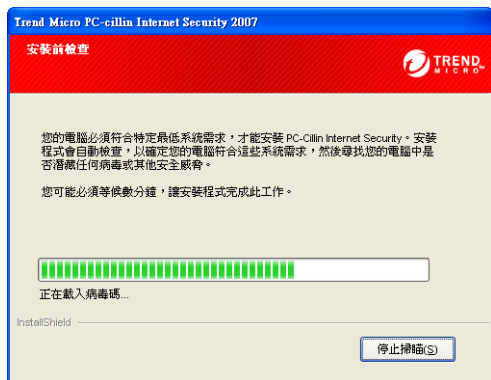 Trend Micro PC-cillin Internet Security 2007
安裝前檢查
TREND
MICRO™
您的電腦必須符合特定最低系統需求，才能安裝 PC-Cillin Internet Security。安裝
程式會自動檢查，以確定您的電腦符合這些系統需求，然後尋找您的電腦中是
否潛藏任何病毒或其他安全威脅。
您可能必須等候數分鐘，讓安裝程式完成此工作。
正在載入病毒碼...
InstallShield
停止掃瞄(S)